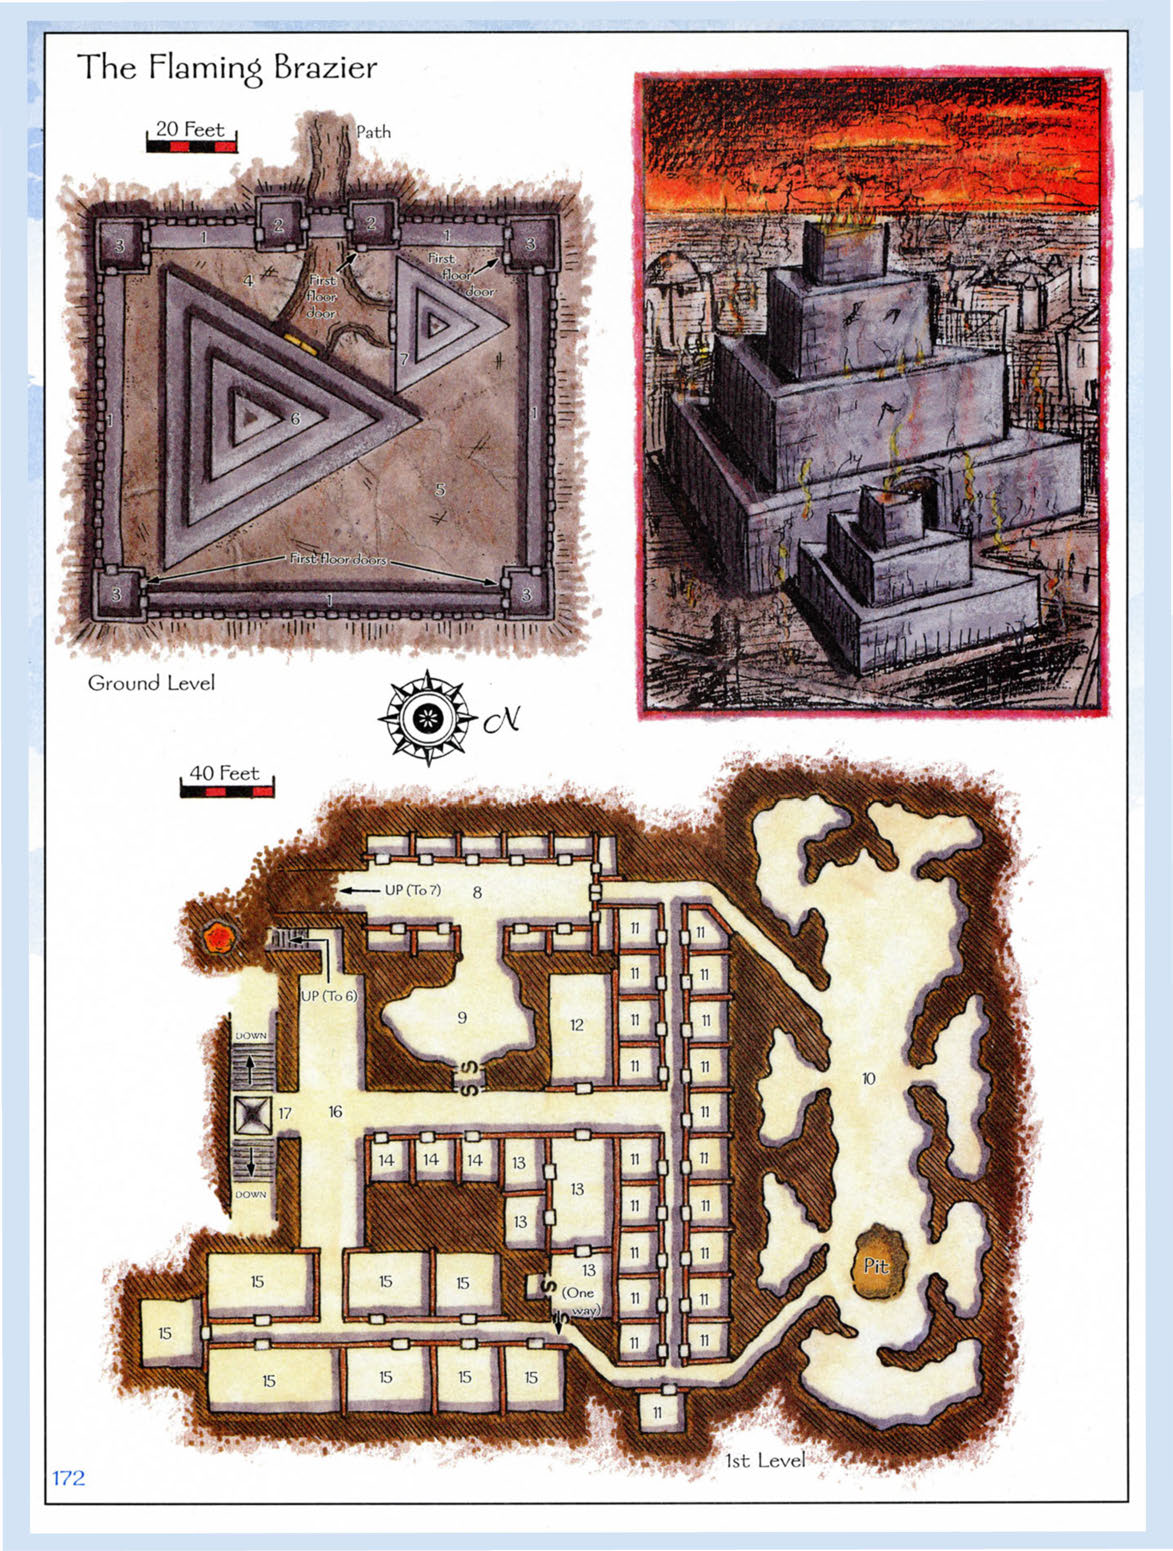 The Flaming Brazier
20 Feet
Path
2
2
1
1
3
3
First
floor
door
First
floor
door
4
7
1
1
6
5
First floor doors
3
3
1
Ground Level
N
40 Feet
UP (To 7)
8
11
11
UP (To 6)
11
11
9
12
11
11
DOWN
11
11
S S
S S
10
17
16
11
14
14
14
13
11
11
13
DOWN
13
11
11
11
11
Pit
13
15
15
15
S
(One
way)
S
11
11
15
11
11
15
15
15
15
11
1st Level
172